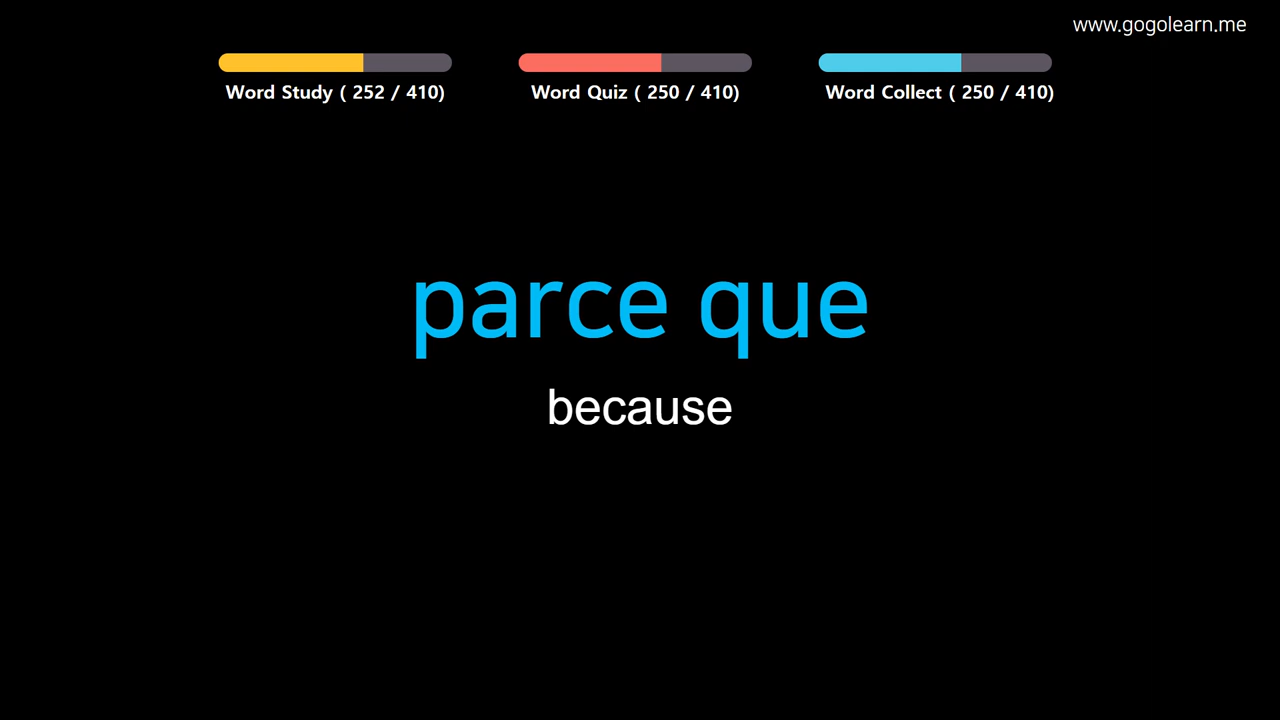 www.gogolearn.me
Word Study ( 252 / 410)
Word Quiz ( 250 / 410)
Word Collect ( 250 / 410)
parce que
because